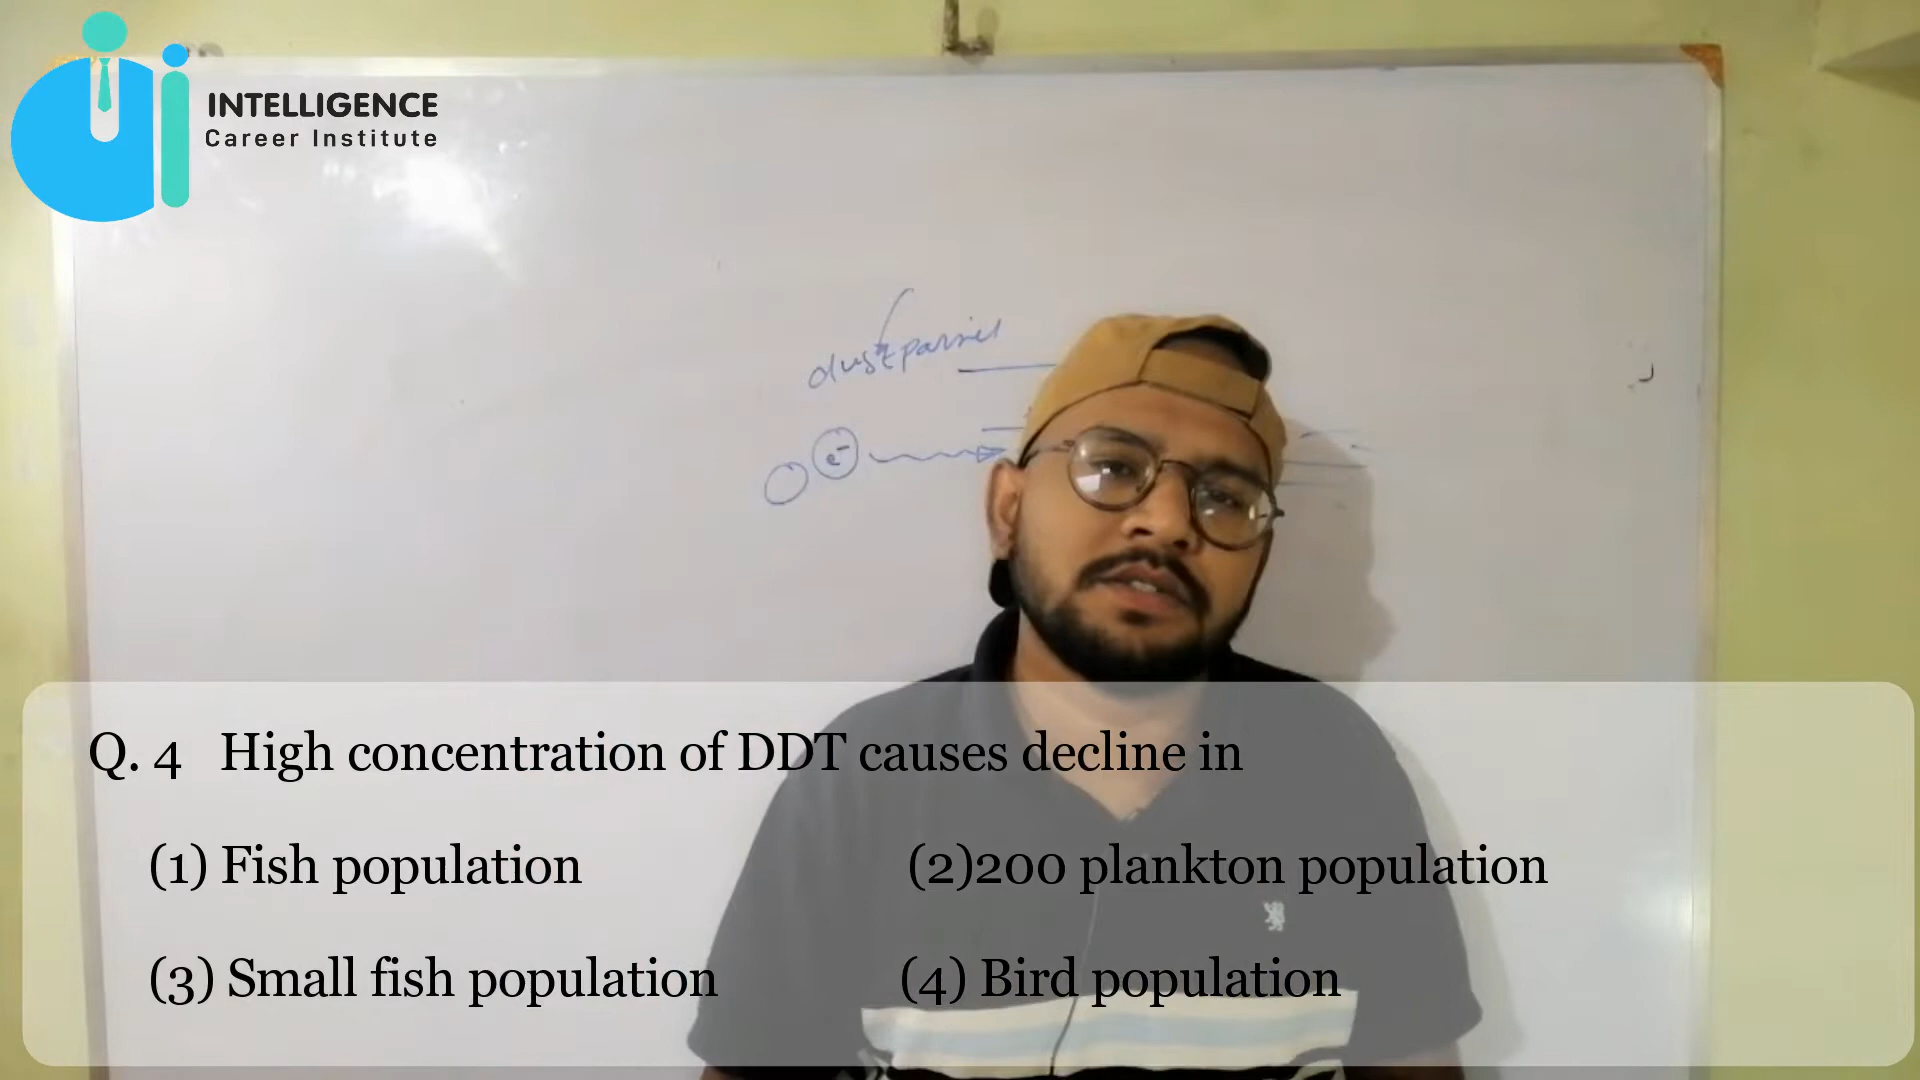 INTELLIGENCE
Career Institute
e-
Q. 4 High concentration of DDT causes decline in
(1) Fish population
(2)200 plankton population
(3) Small fish population
(4) Bird population